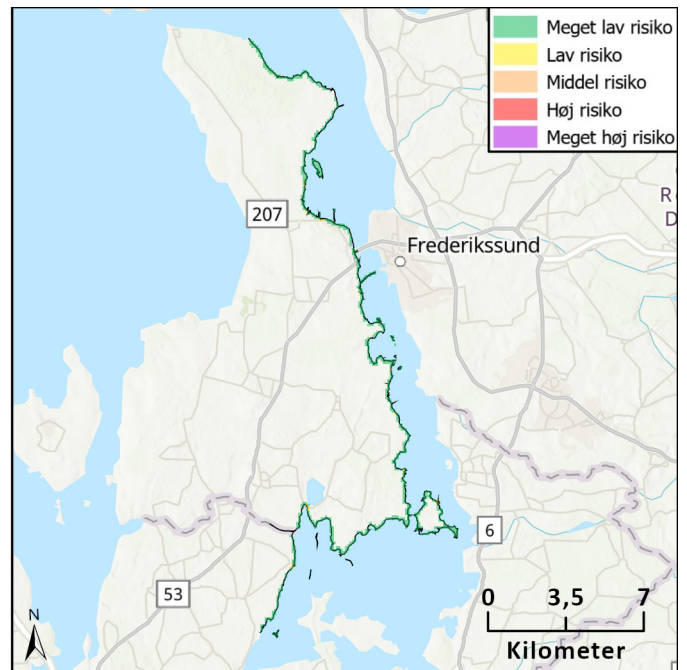 Meget lav risiko
Lav risiko
Middel risiko
Høj risiko
Meget høj risiko
R
D
207
Frederikssund
6
53
N
0 3,5 7
Kilometer